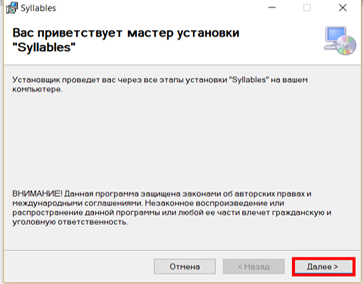 Syllables
Вас приветствует мастер установки
"Syllables"
Установщик проведет вас через все этапы установки "Syllables" на вашем
компьютере.
ВНИМАНИЕ! Данная программа защищена законами об авторских правах и
международными соглашениями. Незаконное воспроизведение или
распространение данной программы или любой ее части влечет гражданскую и
уголовную ответственность.
Отмена < Назад Далее >